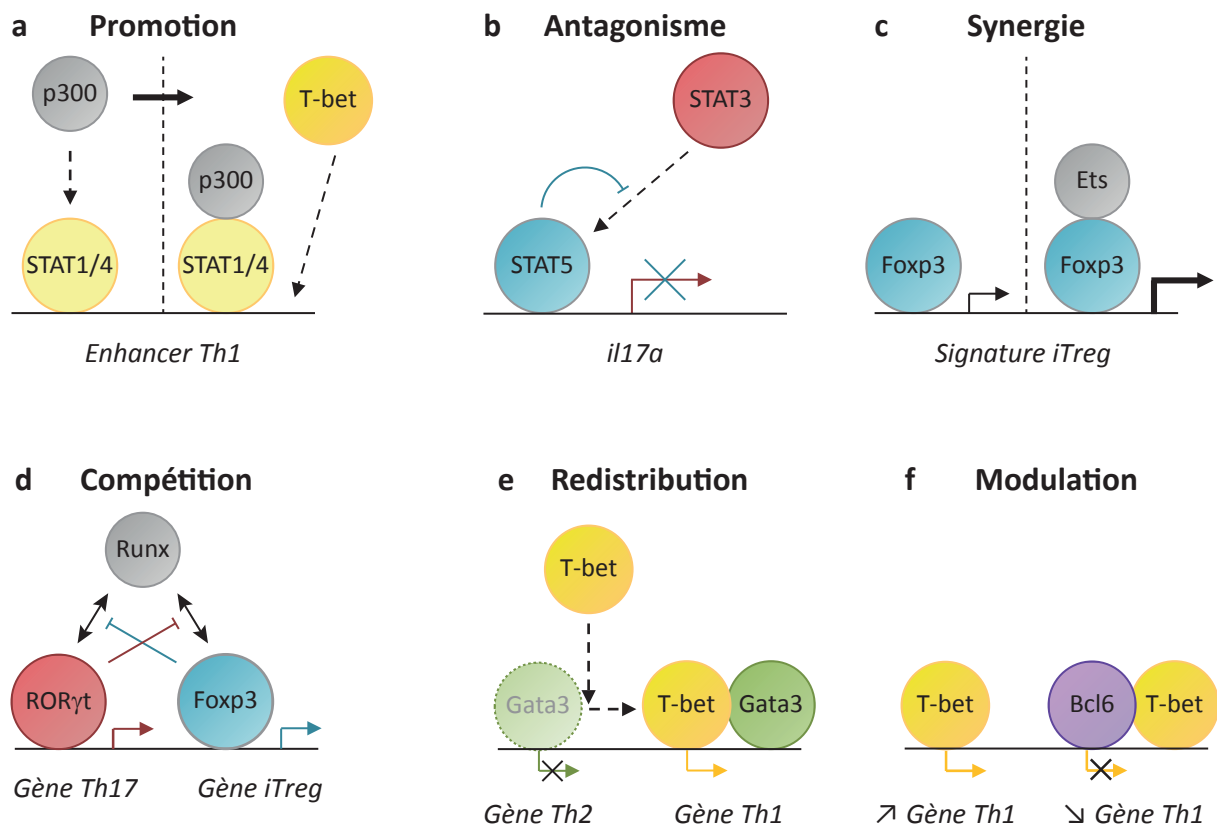 a Promotion
p300
T-bet
p300
STAT1/4
STAT1/4
Enhancer Th1
b Antagonisme
STAT3
STAT5
il17a
c Synergie
Ets
Foxp3
Foxp3
Signature iTreg
d Compétition
Runx
RORγt
Foxp3
Gène Th17
Gène iTreg
e Redistribution
T-bet
Gata3
T-bet
Gata3
Gène Th2
Gène Th1
f Modulation
T-bet
Bcl6
T-bet
↗ Gène Th1
↘ Gène Th1